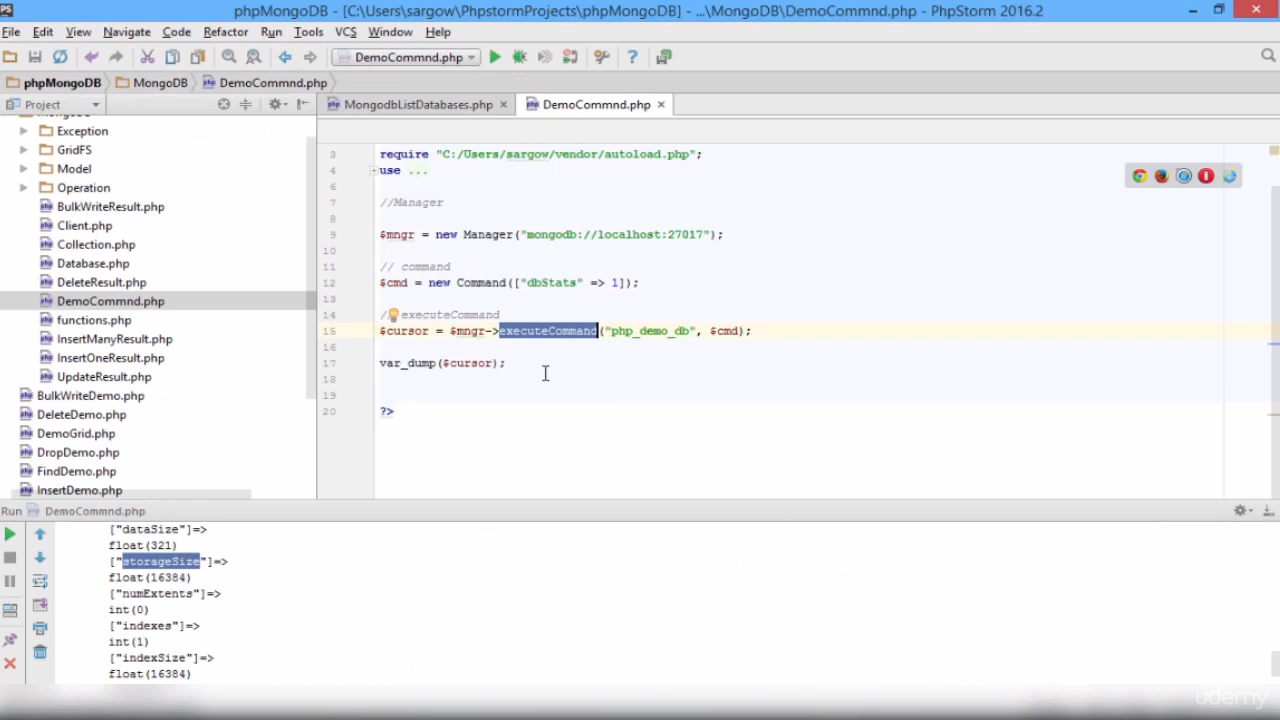 PS phpMongoDB - [C:\Users\sargow\PhpstormProjects\phpMongoDB] - ...\MongoDB\DemoCommnd.php - PhpStorm 2016.2
File Edit View Navigate Code Refactor Run Tools VCS Window Help
DemoCommnd.php
phpMongoDB MongoDB DemoCommnd.php
Project MongodbListDatabases.php DemoCommnd.php
Exception
GridFS
Model
Operation
BulkWriteResult.php
Client.php
Collection.php
Database.php
DeleteResult.php
DemoCommnd.php
functions.php
InsertManyResult.php
InsertOneResult.php
UpdateResult.php
BulkWriteDemo.php
DeleteDemo.php
DemoGrid.php
DropDemo.php
FindDemo.php
InsertDemo.php
3 require "C:/Users/sargow/vendor/autoload.php";
4 use ...
6
7 //Manager
8
9 $mngr = new Manager("mongodb://localhost:27017");
10
11 // command
12 $cmd = new Command(["dbStats" => 1]);
13
14 //executeCommand
15 $cursor = $mngr->executeCommand("php_demo_db", $cmd);
16
17 var_dump($cursor);
18
19
20 ?>
Run DemoCommnd.php
["dataSize"]=>
float(321)
["storageSize"]=>
float(16384)
["numExtents"]=>
int(0)
["indexes"]=>
int(1)
["indexSize"]=>
float(16384)
udemy